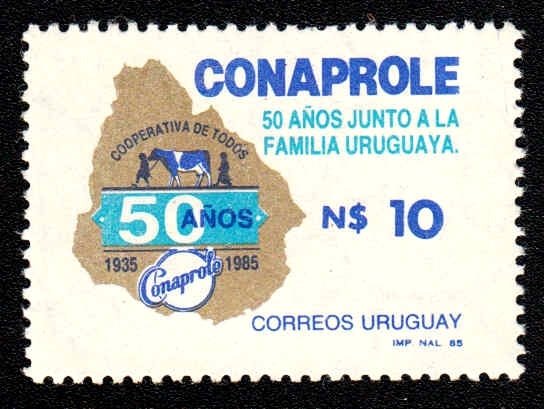 CONAPROLE
50 AÑOS JUNTO A LA
FAMILIA URUGUAYA.
COOPERATIVA DE TODOS
50 AÑOS
1935 1985
Conaprole
N$ 10
CORREOS URUGUAY
IMP. NAL. 85